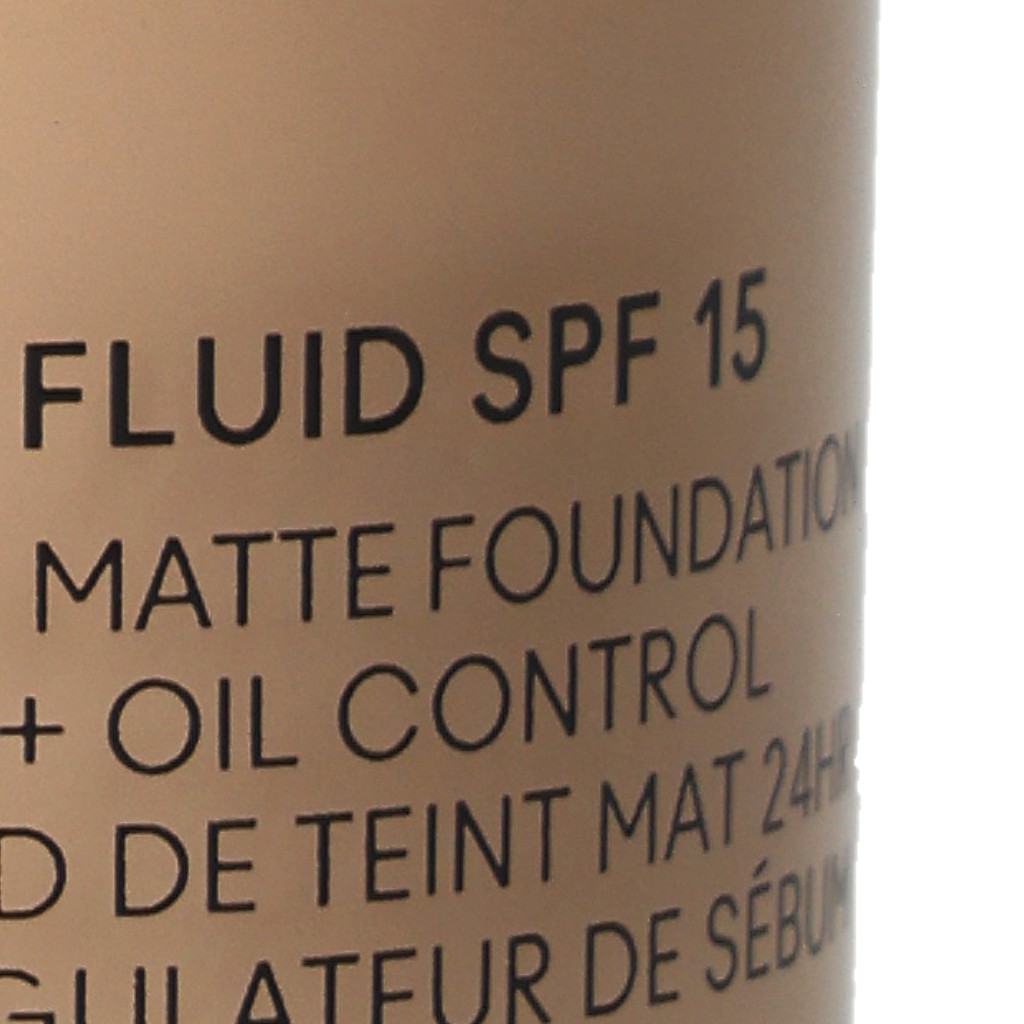 FLUID SPF 15
MATTE FOUNDATION
+ OIL CONTROL
D DE TEINT MAT 24HR
GULATEUR DE SÉBUM